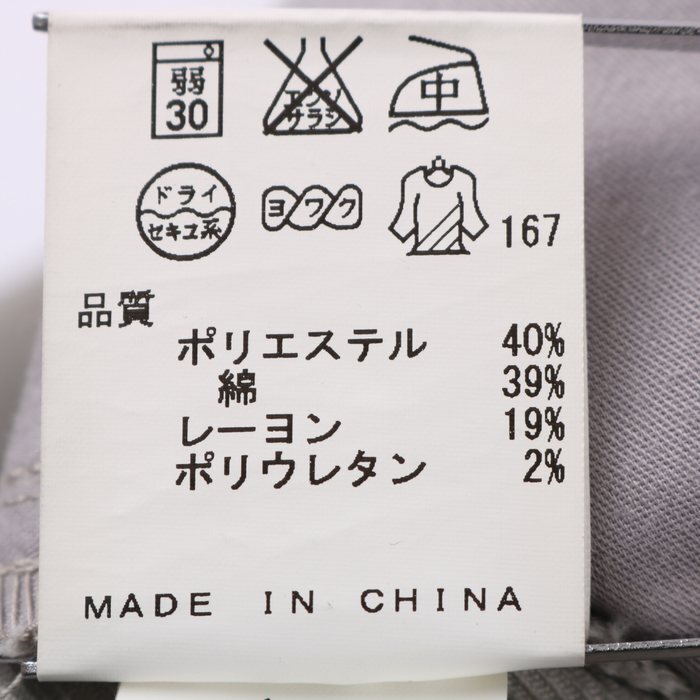 弱
30
エンソ
サラシ
中
ドライ
セキユ系
ヨワク
167
品質
ポリエステル 40%
綿 39%
レーヨン 19%
ポリウレタン 2%
MADE IN CHINA